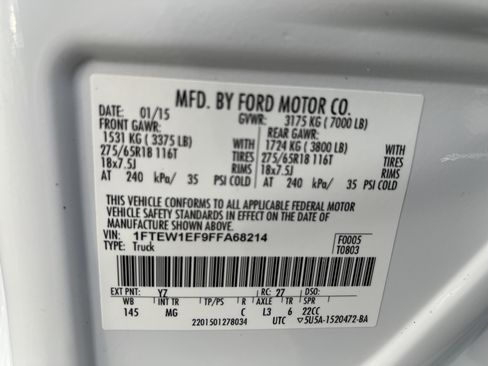 MFD. BY FORD MOTOR CO.
DATE: 01/15 GVWR: 3175 KG ( 7000 LB)
FRONT GAWR: REAR GAWR:
1531 KG ( 3375 LB) WITH 1724 KG ( 3800 LB) WITH
275/65R18 116T TIRES 275/65R18 116T TIRES
18x7.5J RIMS 18x7.5J RIMS
AT 240 kPa/ 35 PSI COLD AT 240 kPa/ 35 PSI COLD
THIS VEHICLE CONFORMS TO ALL APPLICABLE FEDERAL MOTOR
VEHICLE SAFETY STANDARDS IN EFFECT ON THE DATE OF
MANUFACTURE SHOWN ABOVE.
VIN: 1FTEW1EF9FFA68214 F0005
TYPE: Truck T0803
EXT PNT: YZ RC: 27 DSO:
WB INT TR TP/PS R AXLE TR SPR
145 MG C L3 6 22CC
2201501278034 UTC ▽5U5A-1520472-BA